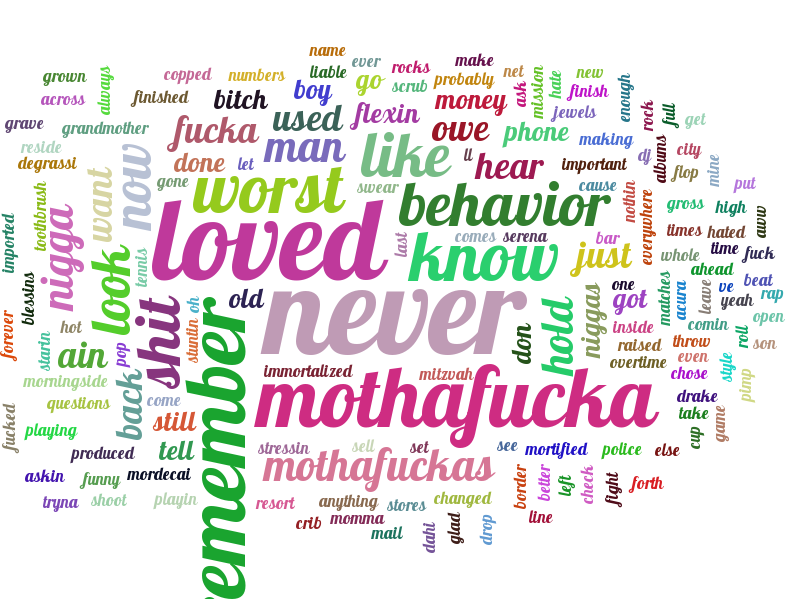 name
ever
rocks
make
grown
always
copped
numbers
liable
go
scrub
probably
net
ask
mission
hate
new
finish
enough
across
finished
bitch
boy
money
jewels
rock
full
get
grave
grandmother
fucka
used
flexin
owe
phone
making
dj
albums
city
reside
degrassi
done
let
man
like
ll
hear
important
flop
mine
now
want
gone
worst
swear
cause
nothin
put
toothbrush
nigga
behavior
everywhere
gross
high
aww
imported
look
tennis
loved
last
know
comes
serena
bar
just
times
hated
whole
time
fuck
blessins
shit
stuntin
oh
old
never
don
hold
niggas
one
got
matches
acura
ahead
leave
ve
yeah
beat
rap
forever
starin
hot
ain
pop
remember
inside
comin
roll
open
raised
throw
son
overtime
even
style
morningside
back
immortalized
mitzvah
mothafucka
chose
pimp
questions
come
drake
fucked
playing
still
take
cup
game
produced
tell
stressin
sell
set
see
mortified
police
else
askin
funny
mordecai
mothafuckas
border
better
left
check
fight
forth
tryna
shoot
playin
resort
anything
stores
changed
crib
momma
line
mail
dahi
glad
drop